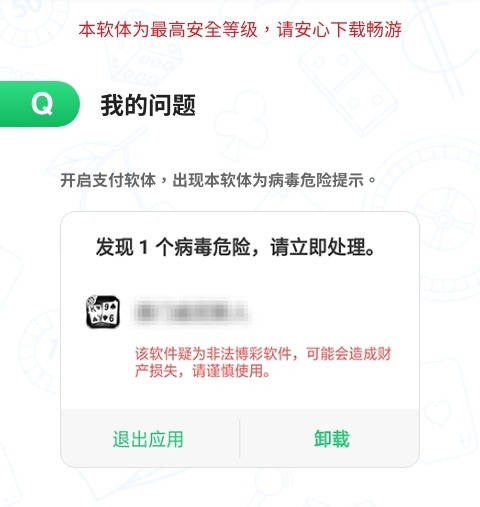 本软体为最高安全等级，请安心下载畅游
Q 我的问题
开启支付软体，出现本软体为病毒危险提示。
发现 1 个病毒危险，请立即处理。
该软件疑为非法博彩软件，可能会造成财
产损失，请谨慎使用。
退出应用 卸载